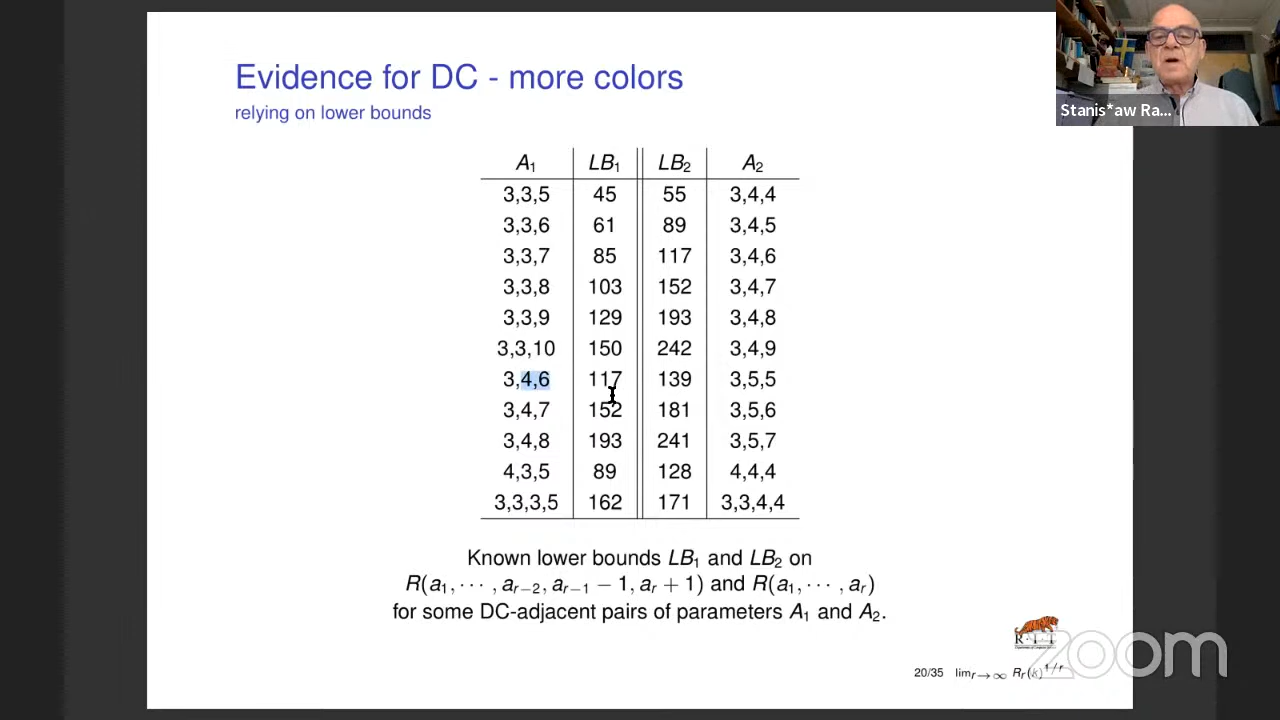 Evidence for DC - more colors
relying on lower bounds
Stanis*aw Ra...
A₁ LB₁ LB₂ A₂
3,3,5 45 55 3,4,4
3,3,6 61 89 3,4,5
3,3,7 85 117 3,4,6
3,3,8 103 152 3,4,7
3,3,9 129 193 3,4,8
3,3,10 150 242 3,4,9
3,4,6 117 139 3,5,5
3,4,7 152 181 3,5,6
3,4,8 193 241 3,5,7
4,3,5 89 128 4,4,4
3,3,3,5 162 171 3,3,4,4
Known lower bounds LB₁ and LB₂ on
R(a₁, ⋯ , aᵣ₋₂, aᵣ₋₁ − 1, aᵣ + 1) and R(a₁, ⋯ , aᵣ)
for some DC-adjacent pairs of parameters A₁ and A₂.
R·I·T
zoom
20/35 limᵣ→∞ Rᵣ(k)^1/r